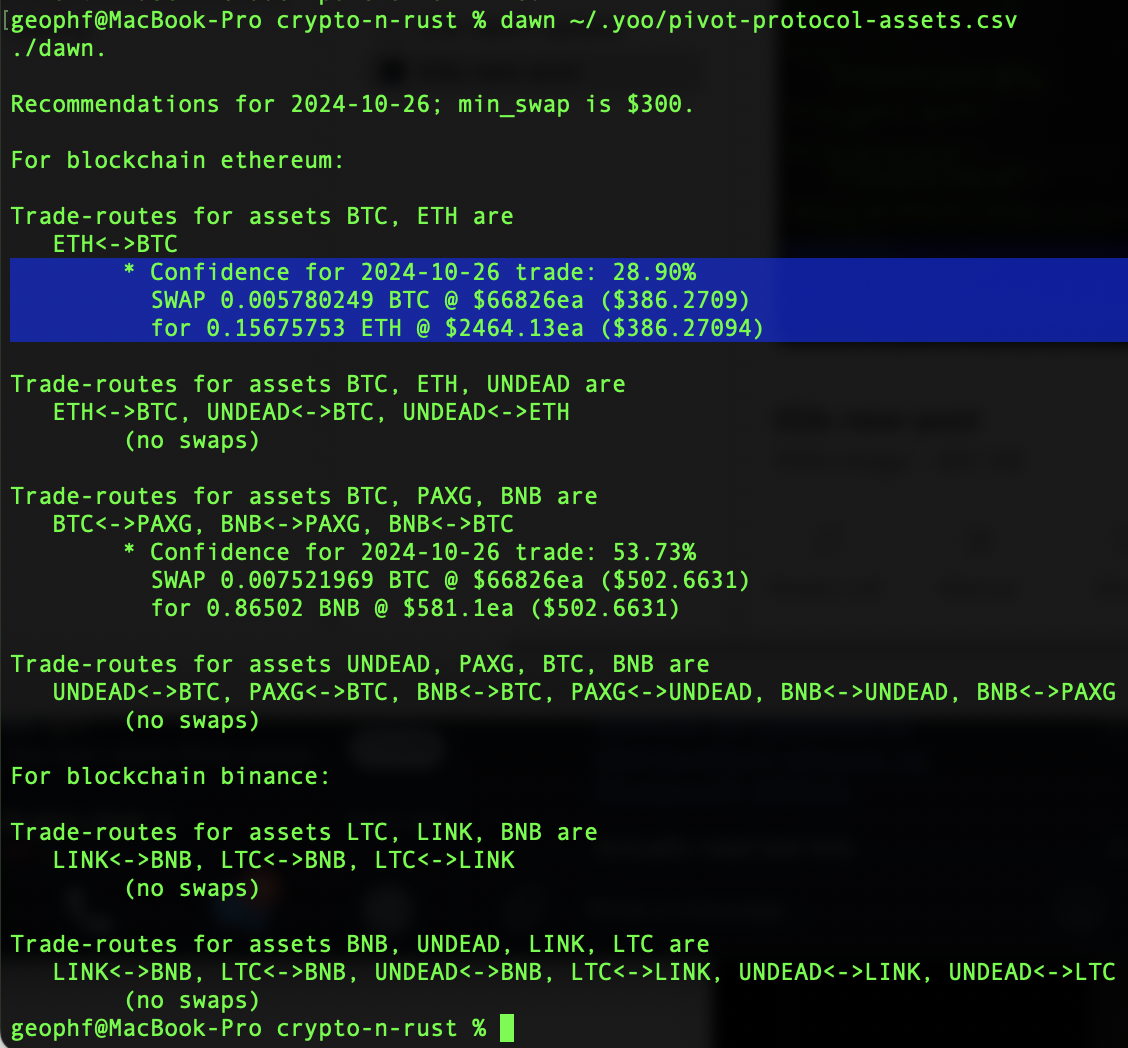 [geophf@MacBook-Pro crypto-n-rust % dawn ~/.yoo/pivot-protocol-assets.csv
./dawn.
Recommendations for 2024-10-26; min_swap is $300.
For blockchain ethereum:
Trade-routes for assets BTC, ETH are
ETH<->BTC
* Confidence for 2024-10-26 trade: 28.90%
SWAP 0.005780249 BTC @ $66826ea ($386.2709)
for 0.15675753 ETH @ $2464.13ea ($386.27094)
Trade-routes for assets BTC, ETH, UNDEAD are
ETH<->BTC, UNDEAD<->BTC, UNDEAD<->ETH
(no swaps)
Trade-routes for assets BTC, PAXG, BNB are
BTC<->PAXG, BNB<->PAXG, BNB<->BTC
* Confidence for 2024-10-26 trade: 53.73%
SWAP 0.007521969 BTC @ $66826ea ($502.6631)
for 0.86502 BNB @ $581.1ea ($502.6631)
Trade-routes for assets UNDEAD, PAXG, BTC, BNB are
UNDEAD<->BTC, PAXG<->BTC, BNB<->BTC, PAXG<->UNDEAD, BNB<->UNDEAD, BNB<->PAXG
(no swaps)
For blockchain binance:
Trade-routes for assets LTC, LINK, BNB are
LINK<->BNB, LTC<->BNB, LTC<->LINK
(no swaps)
Trade-routes for assets BNB, UNDEAD, LINK, LTC are
LINK<->BNB, LTC<->BNB, UNDEAD<->BNB, LTC<->LINK, UNDEAD<->LINK, UNDEAD<->LTC
(no swaps)
geophf@MacBook-Pro crypto-n-rust %